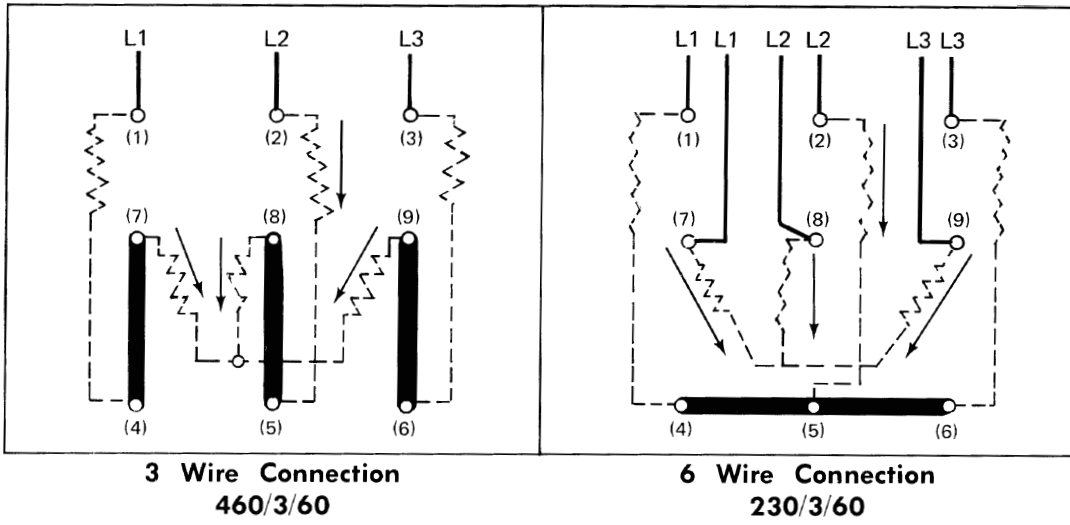 L1 L2 L3
(1) (2) (3)
(7) (8) (9)
(4) (5) (6)
3 Wire Connection
460/3/60
L1 L1 L2 L2 L3 L3
(1) (2) (3)
(7) (8) (9)
(4) (5) (6)
6 Wire Connection
230/3/60